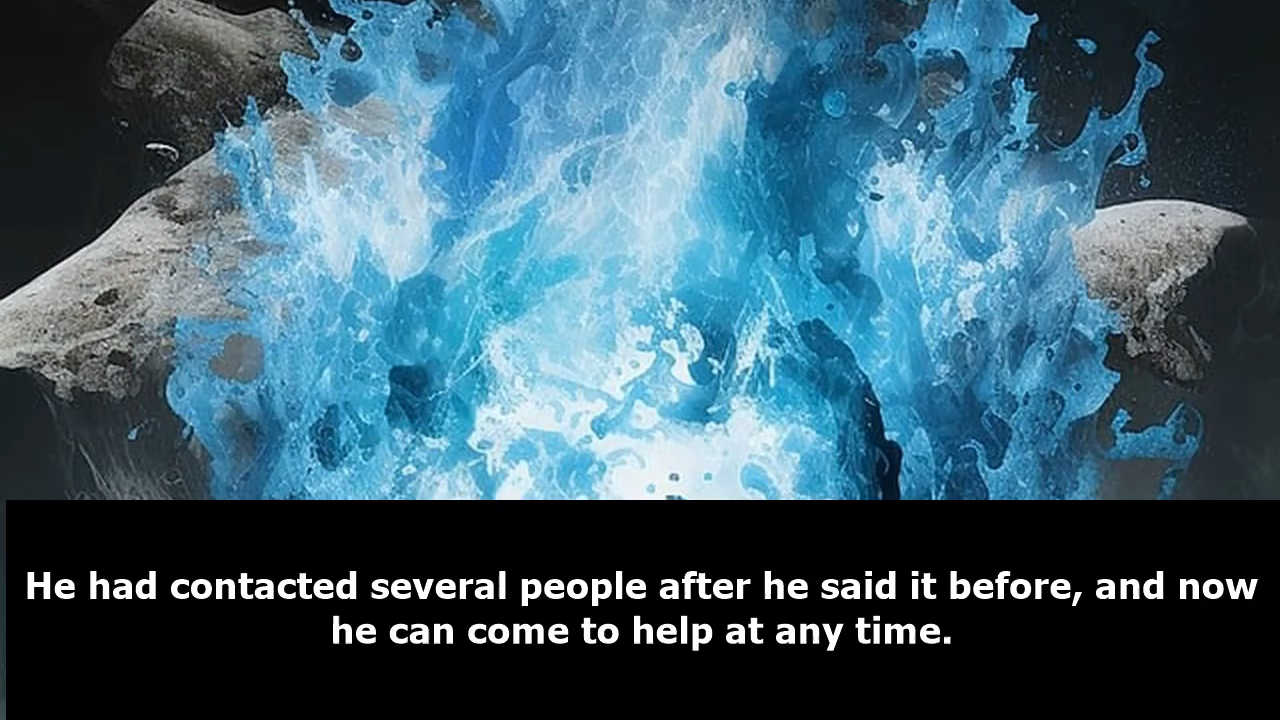 He had contacted several people after he said it before, and now
he can come to help at any time.